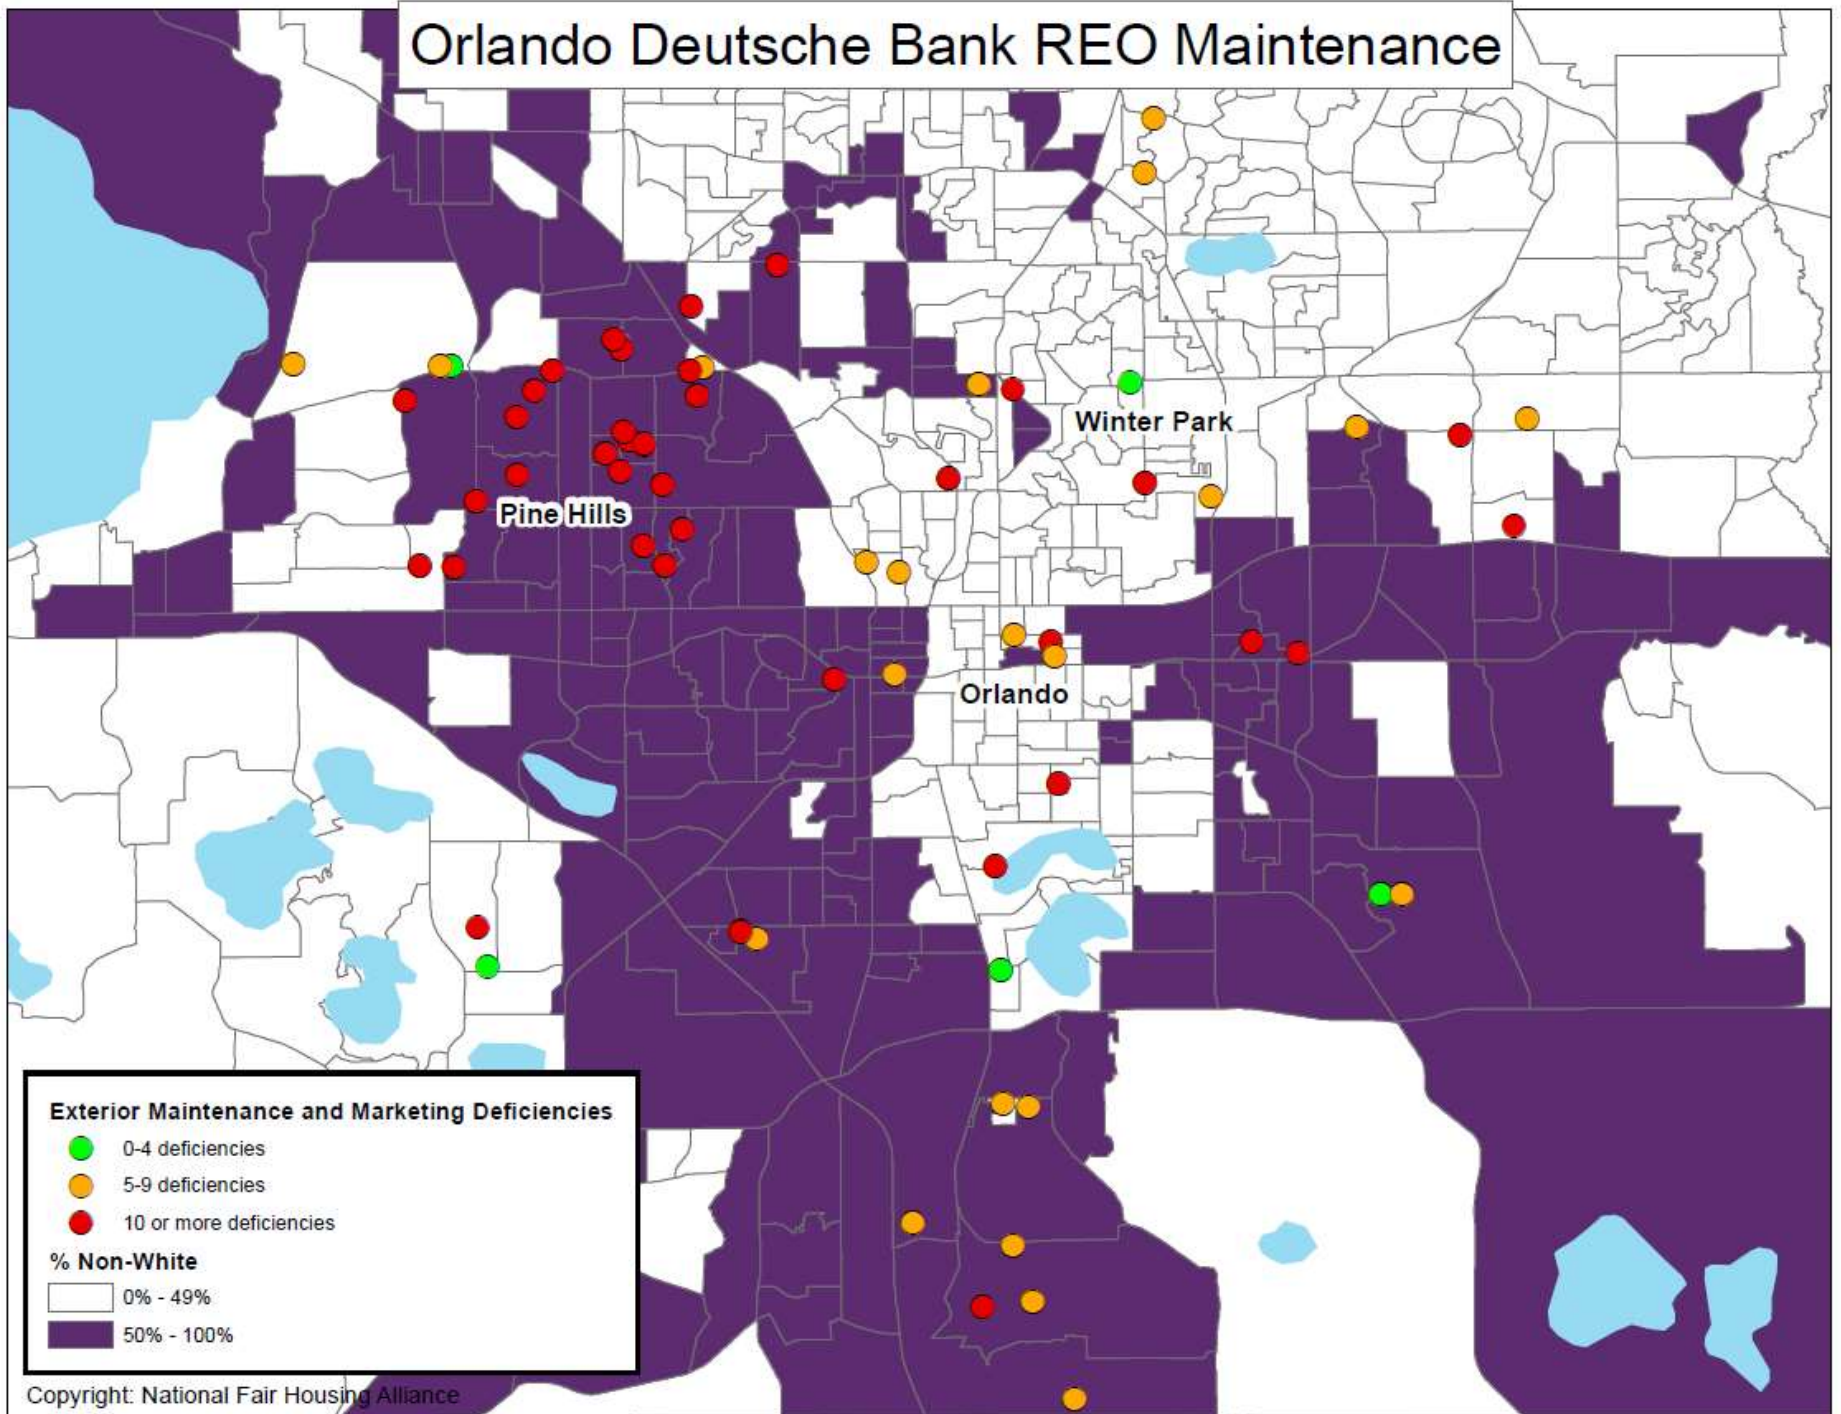 Orlando Deutsche Bank REO Maintenance
Winter Park
Pine Hills
Orlando
Exterior Maintenance and Marketing Deficiencies
0-4 deficiencies
5-9 deficiencies
10 or more deficiencies
% Non-White
0% - 49%
50% - 100%
Copyright: National Fair Housing Alliance